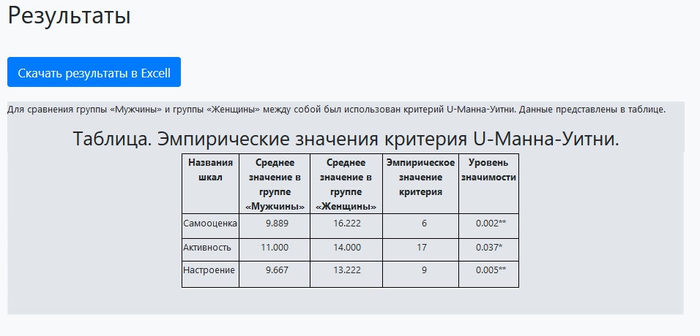 Результаты
Скачать результаты в Excell
Для сравнения группы «Мужчины» и группы «Женщины» между собой был использован критерий U-Манна-Уитни. Данные представлены в таблице.
Таблица. Эмпирические значения критерия U-Манна-Уитни.
Названия шкал Среднее значение в группе «Мужчины» Среднее значение в группе «Женщины» Эмпирическое значение критерия Уровень значимости
Самооценка 9.889 16.222 6 0.002**
Активность 11.000 14.000 17 0.037*
Настроение 9.667 13.222 9 0.005**